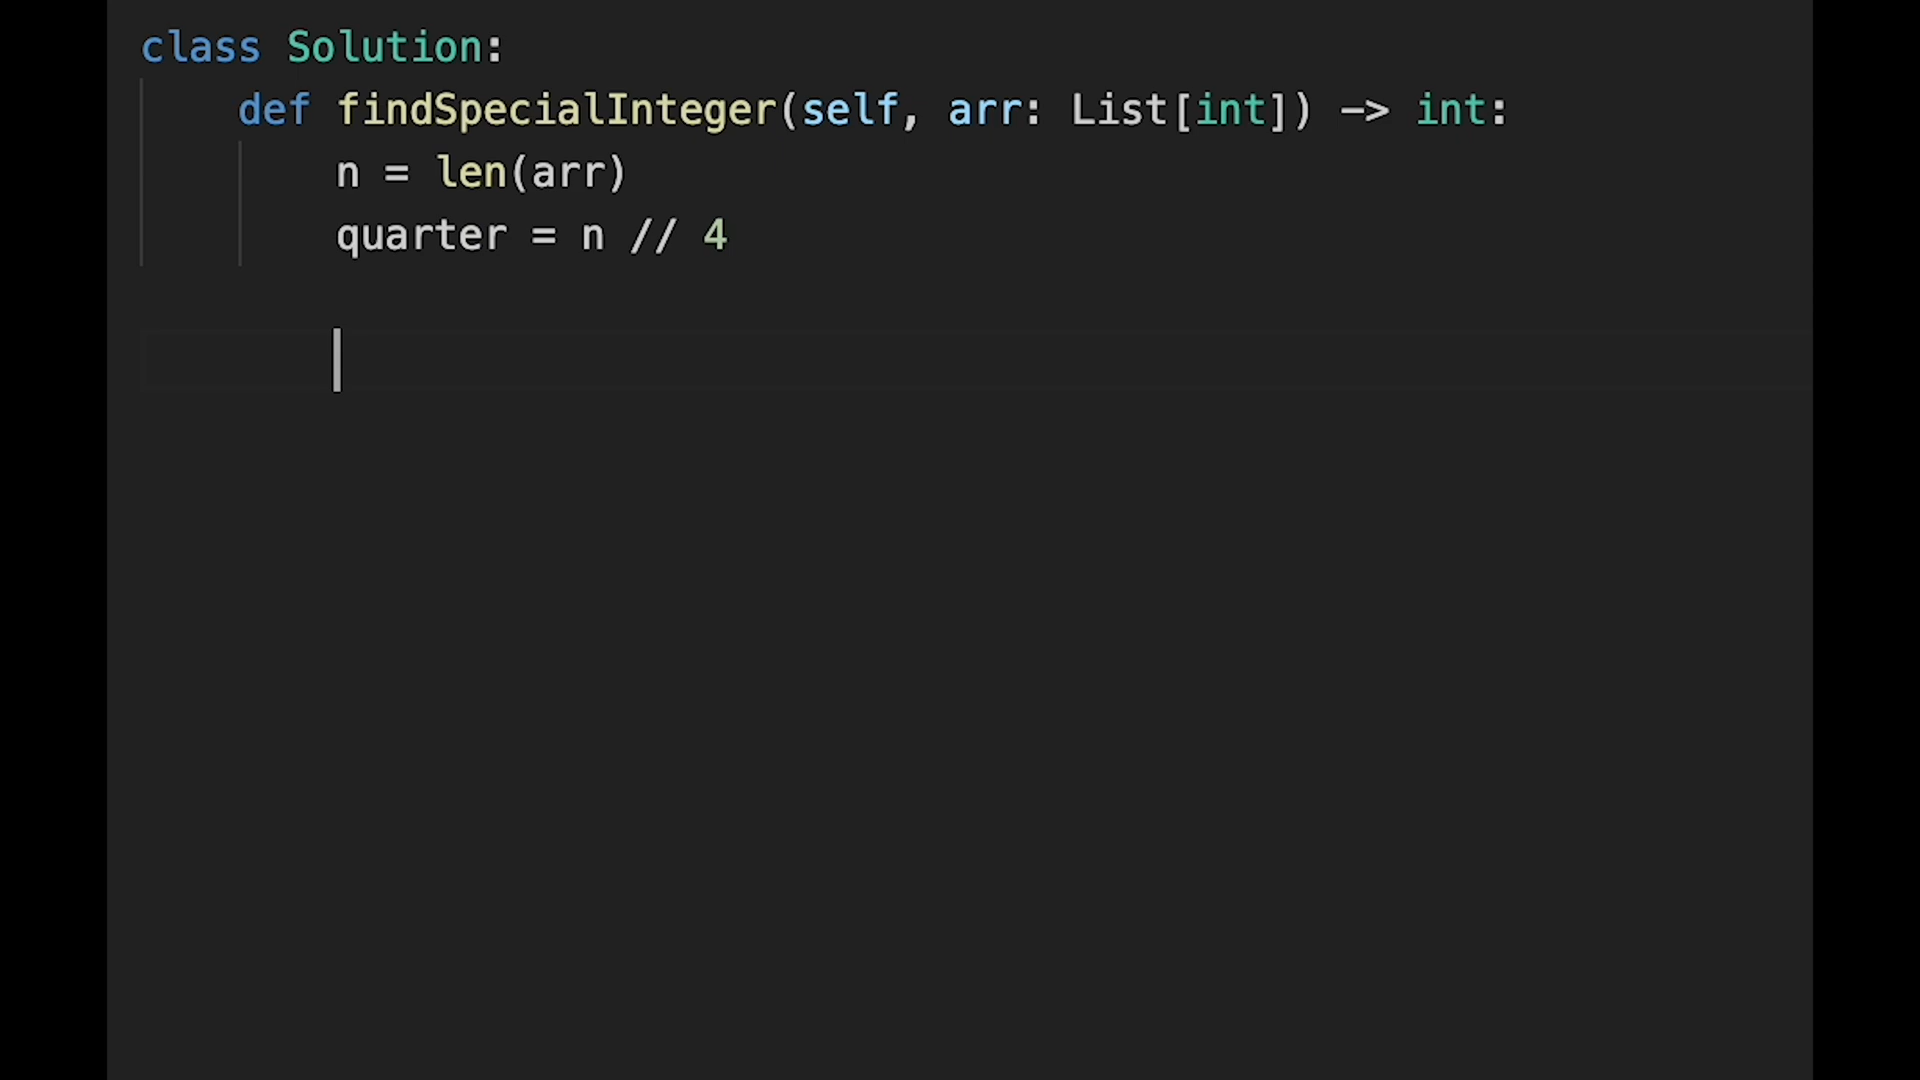 class Solution:
    def findSpecialInteger(self, arr: List[int]) -> int:
        n = len(arr)
        quarter = n // 4